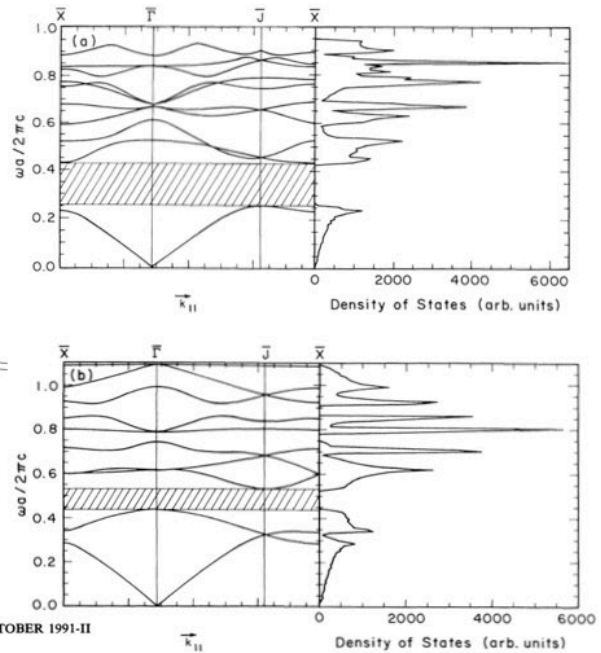 X̄ Γ̄ J̄ X̄
(a)
1.0
0.8
0.6
0.4
0.2
0.0
ωa/2πc
0 2000 4000 6000
k⃗₁₁
Density of States (arb. units)
X̄ Γ̄ J̄ X̄
(b)
1.0
0.8
0.6
0.4
0.2
0.0
ωa/2πc
0 2000 4000 6000
TOBER 1991-II
k⃗₁₁
Density of States (arb. units)